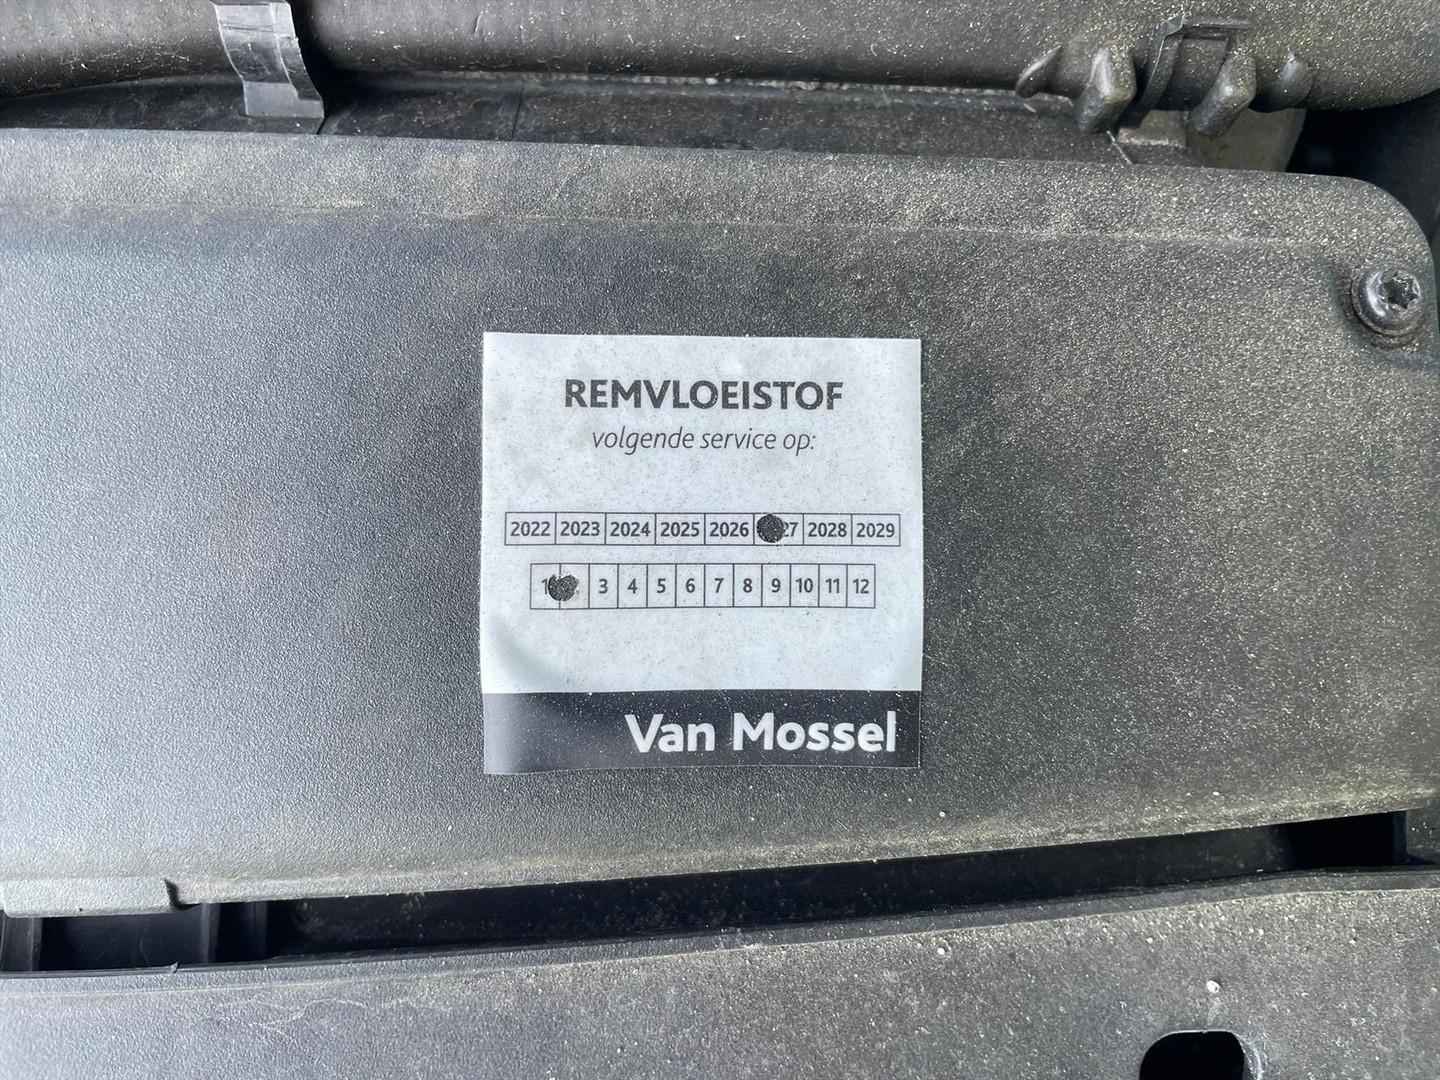 REMVLOEISTOF
volgende service op:
2022 2023 2024 2025 2026 27 2028 2029
1 3 4 5 6 7 8 9 10 11 12
Van Mossel